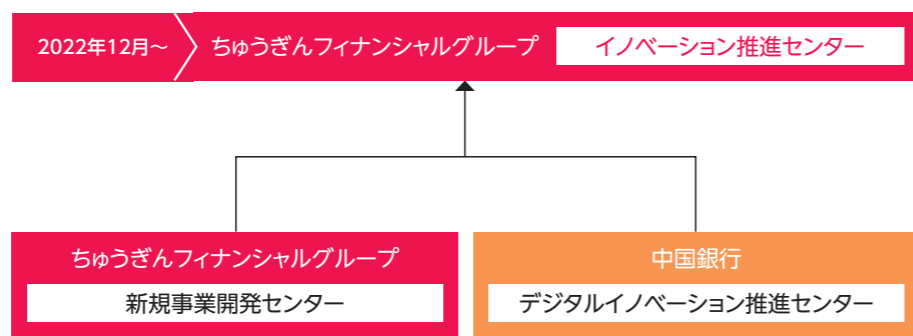 2022年12月～ ちゅうぎんフィナンシャルグループ イノベーション推進センター
ちゅうぎんフィナンシャルグループ
新規事業開発センター
中国銀行
デジタルイノベーション推進センター